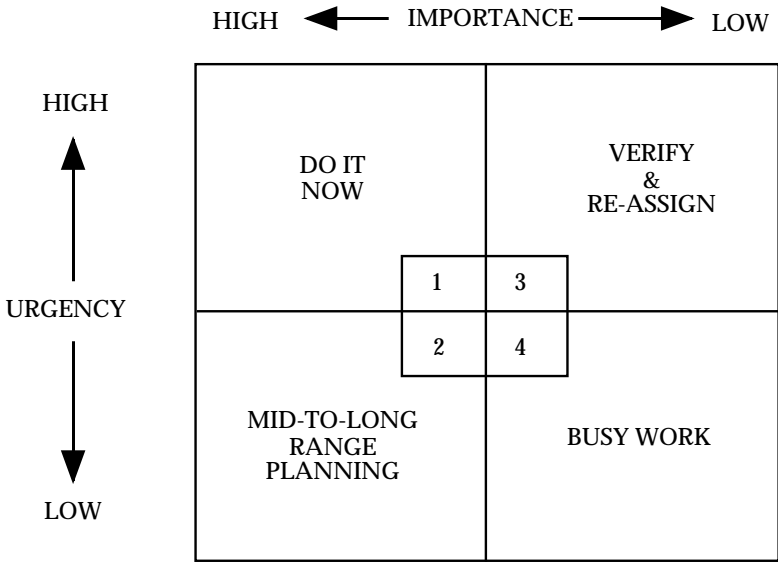 HIGH IMPORTANCE LOW
HIGH
DO IT
NOW
VERIFY
&
RE-ASSIGN
1 3
URGENCY
2 4
MID-TO-LONG
RANGE
PLANNING
BUSY WORK
LOW